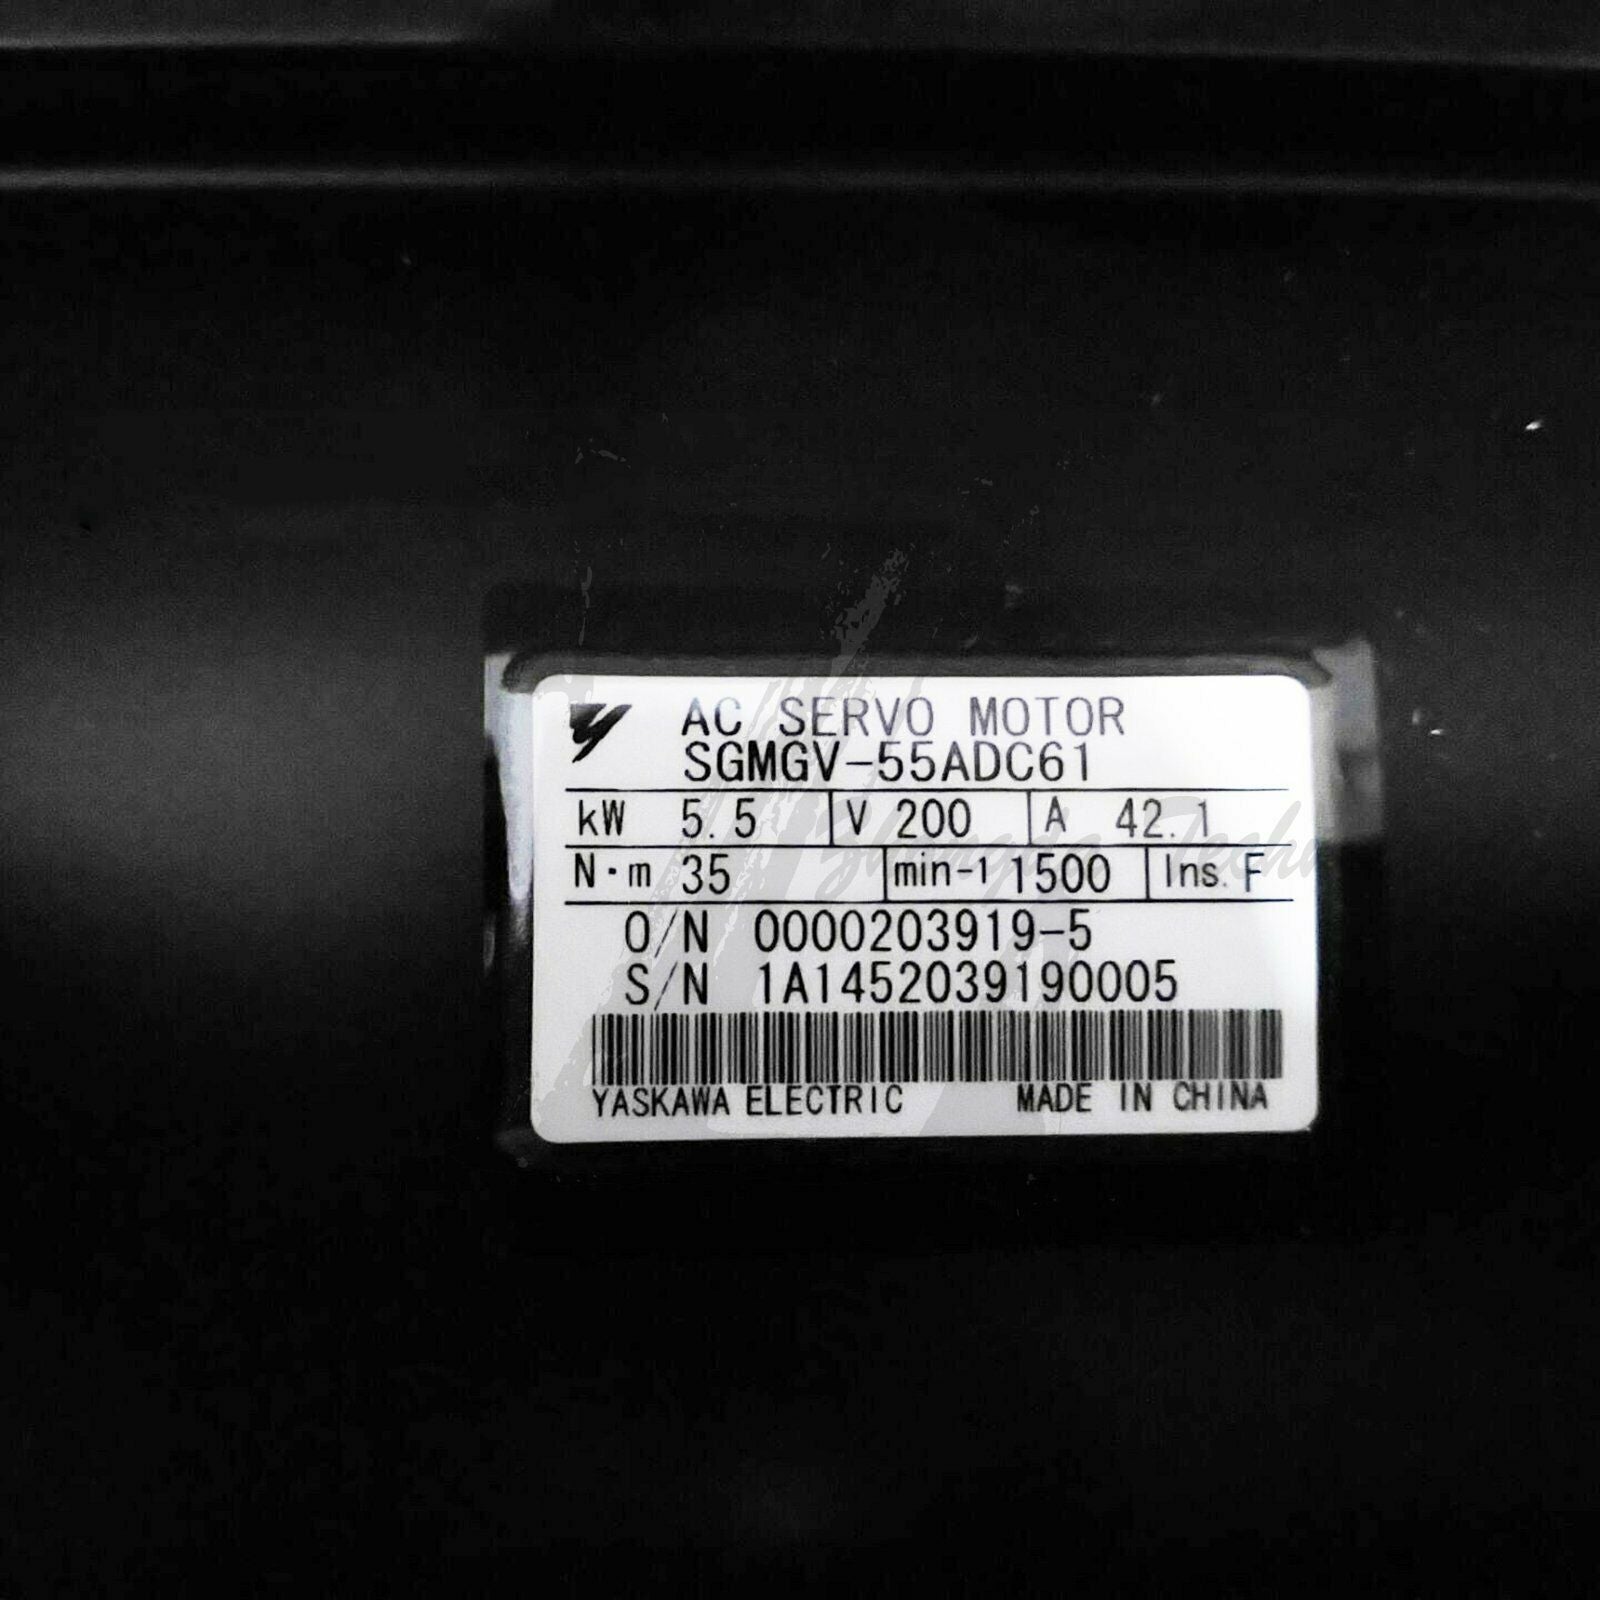 AC SERVO MOTOR
SGMGV-55ADC61
kW 5.5 V 200 A 42.1
N·m 35 min-1 1500 Ins. F
O/N 0000203919-5
S/N 1A1452039190005
YASKAWA ELECTRIC MADE IN CHINA